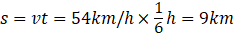 s = vt = 54km/h × 1/6 h = 9km